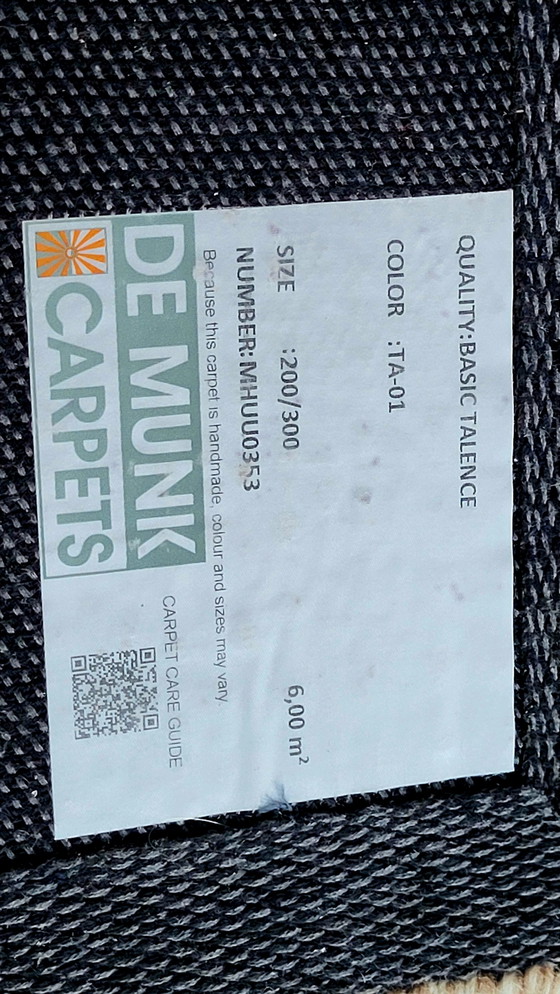 QUALITY:BASIC TALENCE
COLOR :TA-01
SIZE :200/300 6,00 m²
NUMBER:MHUU0353
Because this carpet is handmade, colour and sizes may vary.
DE MUNK
CARPETS
CARPET CARE GUIDE